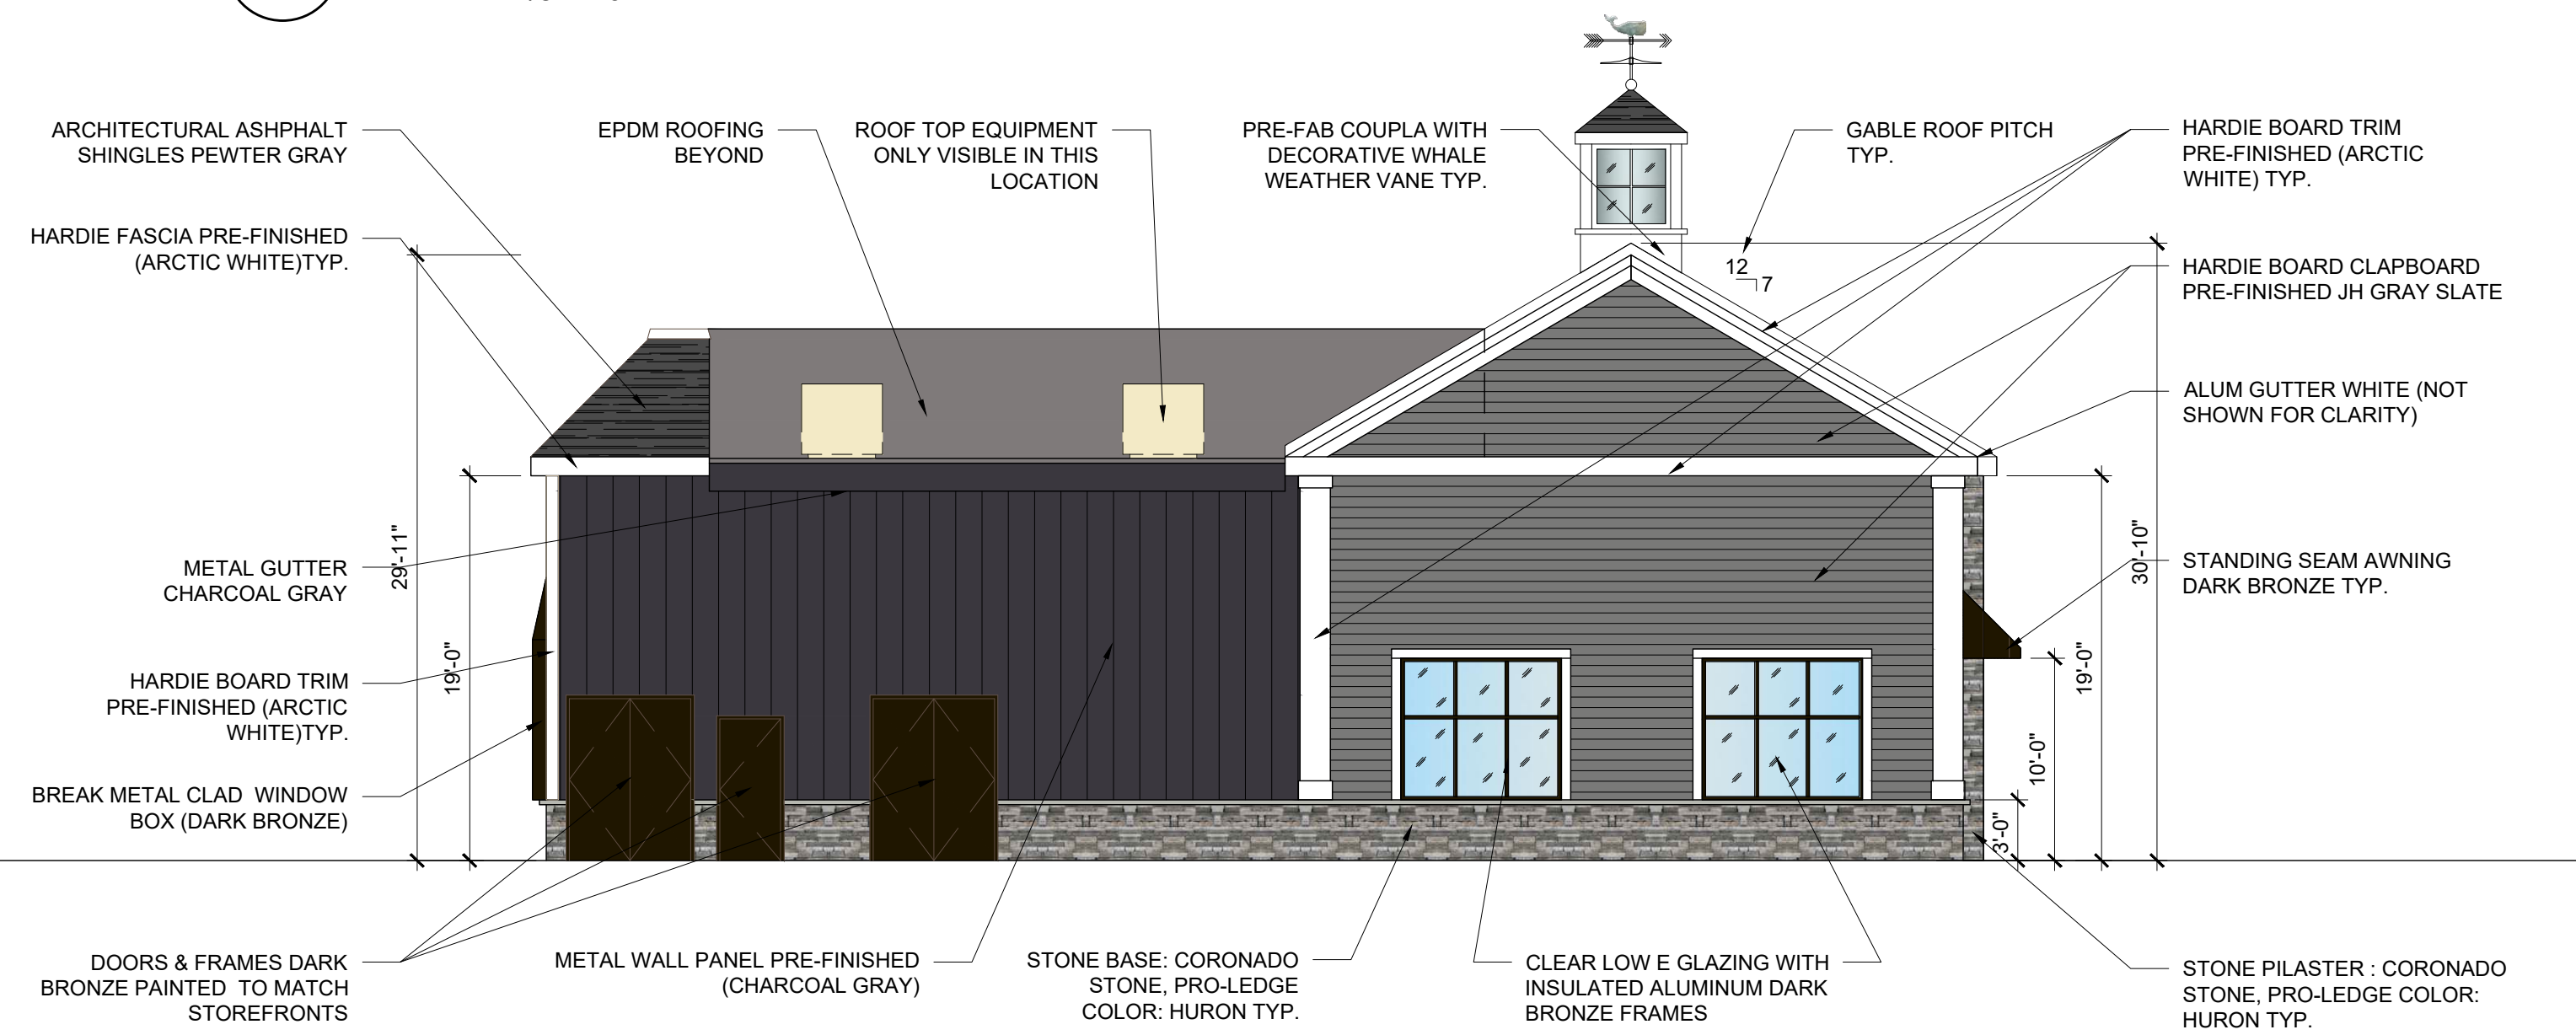 ARCHITECTURAL ASHPHALT
SHINGLES PEWTER GRAY
EPDM ROOFING
BEYOND
ROOF TOP EQUIPMENT
ONLY VISIBLE IN THIS
LOCATION
PRE-FAB COUPLA WITH
DECORATIVE WHALE
WEATHER VANE TYP.
GABLE ROOF PITCH
TYP.
HARDIE BOARD TRIM
PRE-FINISHED (ARCTIC
WHITE) TYP.
HARDIE FASCIA PRE-FINISHED
(ARCTIC WHITE)TYP.
12
7
HARDIE BOARD CLAPBOARD
PRE-FINISHED JH GRAY SLATE
ALUM GUTTER WHITE (NOT
SHOWN FOR CLARITY)
METAL GUTTER
CHARCOAL GRAY
29'-11"
30'-10"
STANDING SEAM AWNING
DARK BRONZE TYP.
19'-0"
19'-0"
HARDIE BOARD TRIM
PRE-FINISHED (ARCTIC
WHITE)TYP.
10'-0"
BREAK METAL CLAD  WINDOW
BOX (DARK BRONZE)
3'-0"
DOORS & FRAMES DARK
BRONZE PAINTED  TO MATCH
STOREFRONTS
METAL WALL PANEL PRE-FINISHED
(CHARCOAL GRAY)
STONE BASE: CORONADO
STONE, PRO-LEDGE
COLOR: HURON TYP.
CLEAR LOW E GLAZING WITH
INSULATED ALUMINUM DARK
BRONZE FRAMES
STONE PILASTER : CORONADO
STONE, PRO-LEDGE COLOR:
HURON TYP.